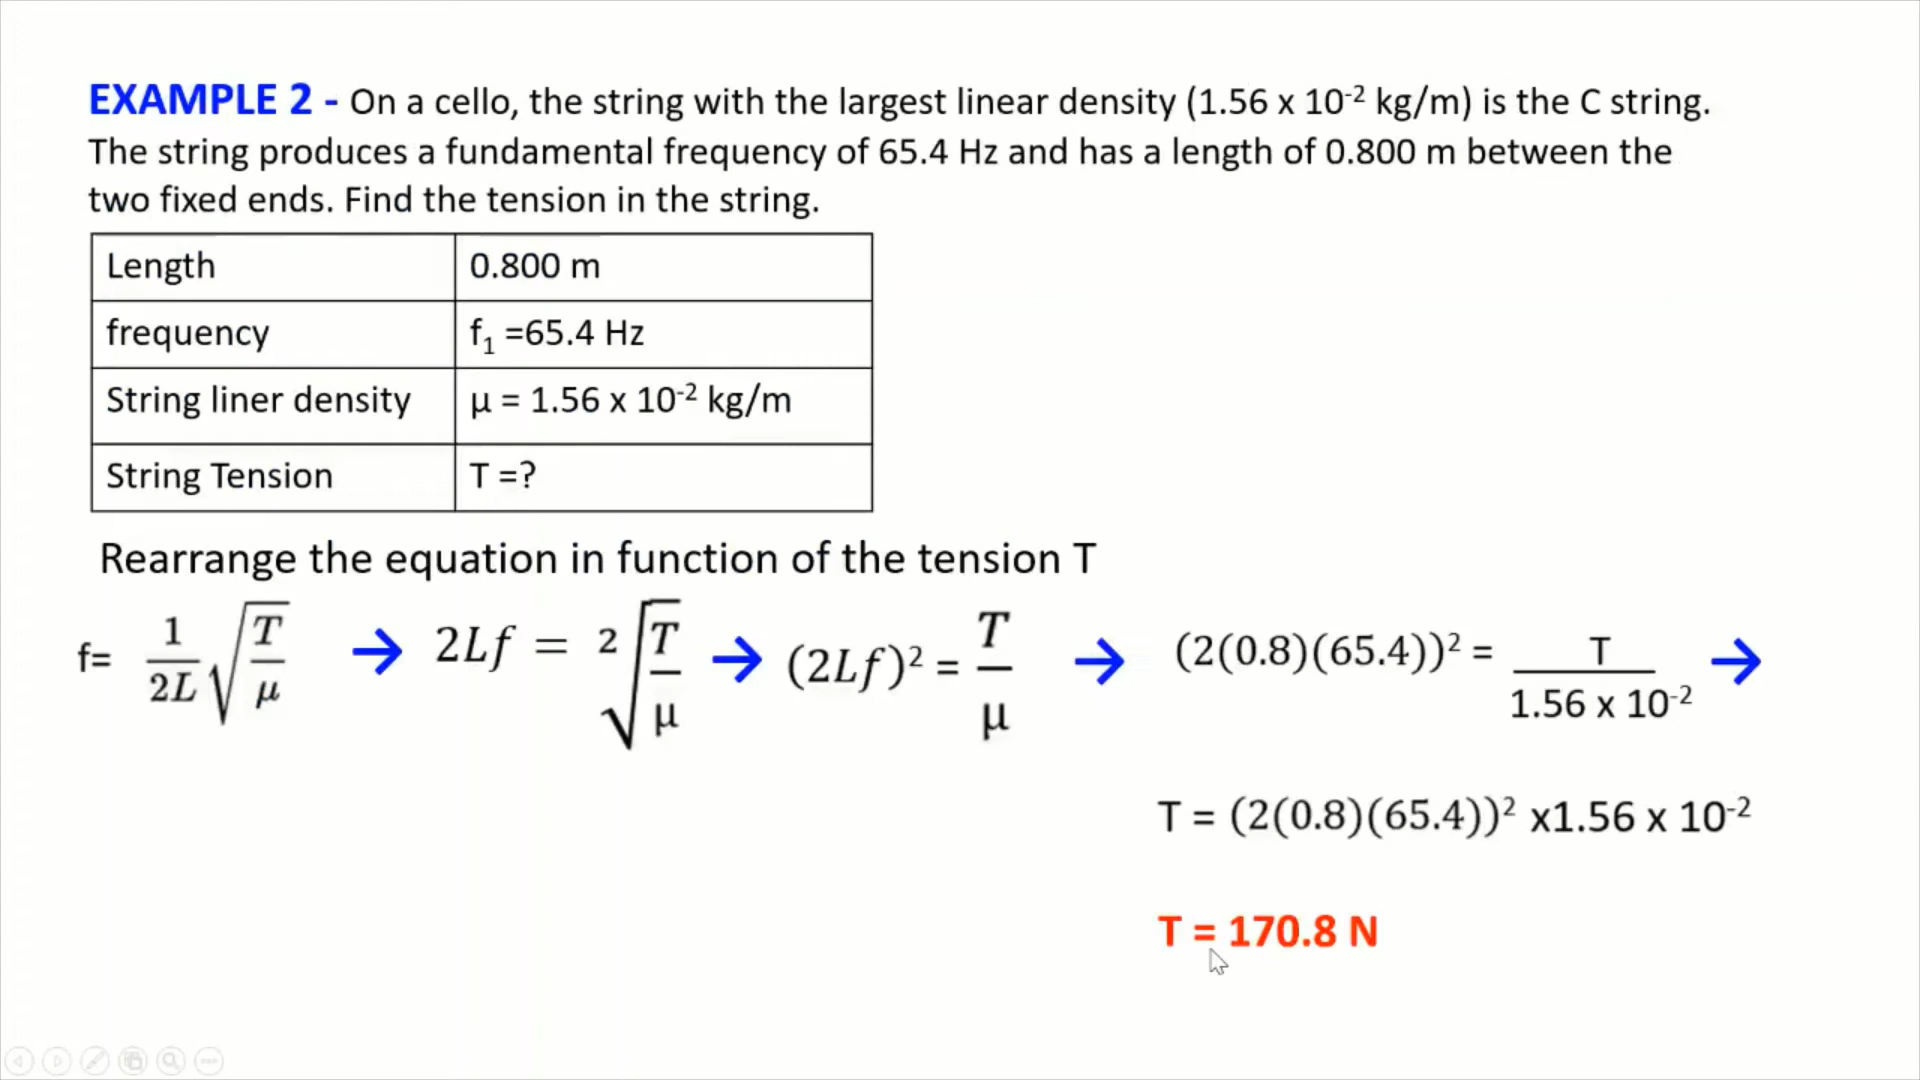 EXAMPLE 2 - On a cello, the string with the largest linear density (1.56 x 10⁻² kg/m) is the C string.
The string produces a fundamental frequency of 65.4 Hz and has a length of 0.800 m between the
two fixed ends. Find the tension in the string.
Length 0.800 m
frequency f₁ =65.4 Hz
String liner density μ = 1.56 x 10⁻² kg/m
String Tension T =?
Rearrange the equation in function of the tension T
f= 1/2L √T/μ → 2Lf = ²√T/μ → (2Lf)² = T/μ → (2(0.8)(65.4))² = T/1.56 x 10⁻² →
T = (2(0.8)(65.4))² x1.56 x 10⁻²
T = 170.8 N